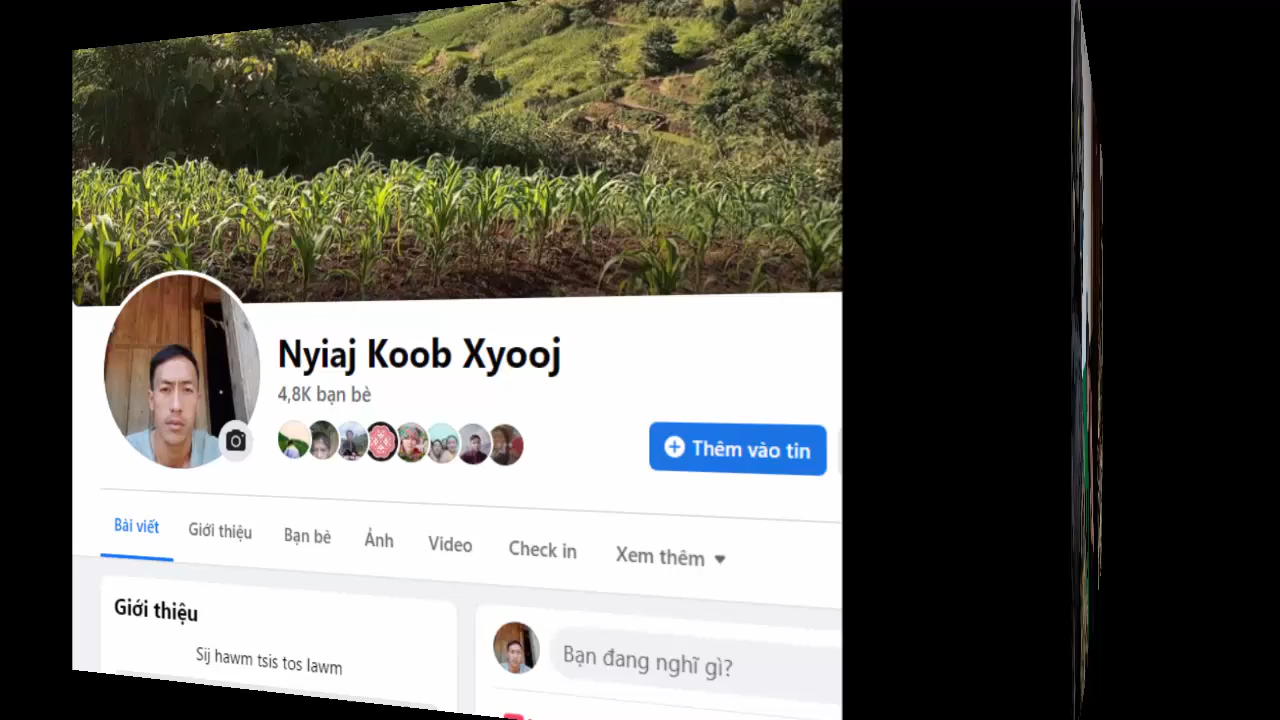 Nyiaj Koob Xyooj
4,8K bạn bè
Thêm vào tin
Bài viết
Giới thiệu
Bạn bè
Ảnh
Video
Check in
Xem thêm
Giới thiệu
Sij hawm tsis tos lawm
Bạn đang nghĩ gì?